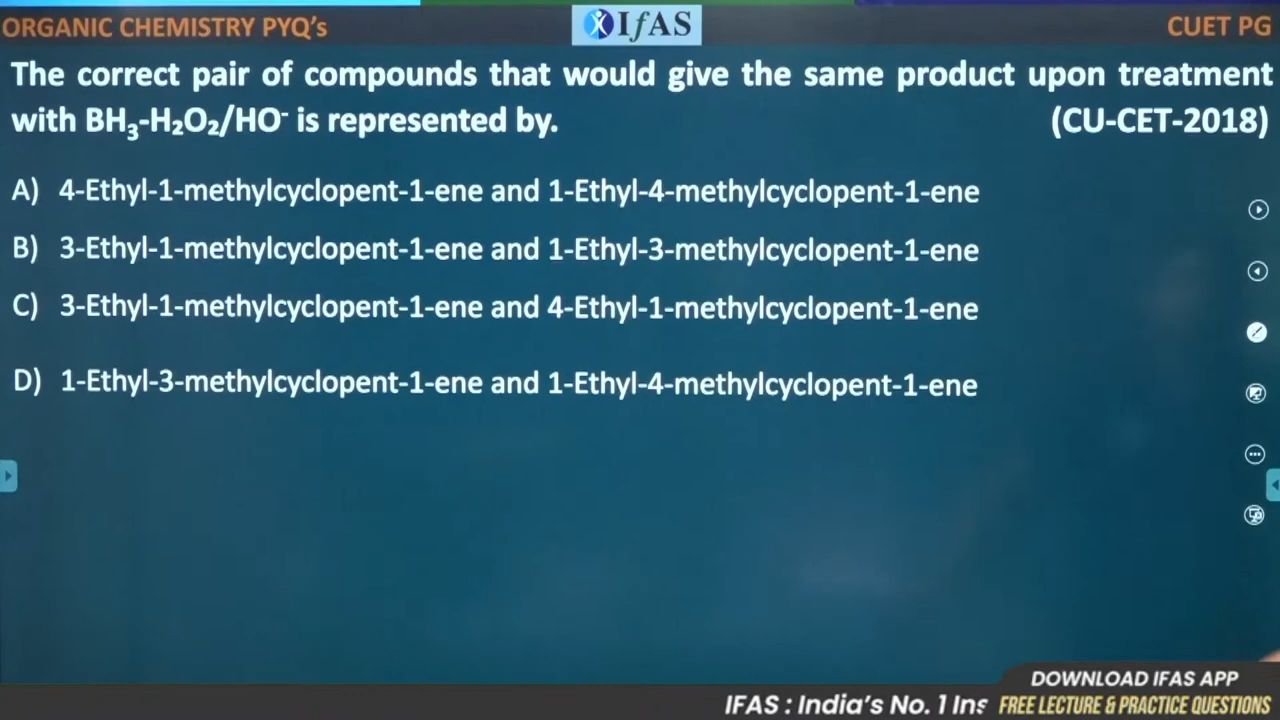 ORGANIC CHEMISTRY PYQ's
IFAS
CUET PG
The correct pair of compounds that would give the same product upon treatment
with BH₃-H₂O₂/HO⁻ is represented by. (CU-CET-2018)
A) 4-Ethyl-1-methylcyclopent-1-ene and 1-Ethyl-4-methylcyclopent-1-ene
B) 3-Ethyl-1-methylcyclopent-1-ene and 1-Ethyl-3-methylcyclopent-1-ene
C) 3-Ethyl-1-methylcyclopent-1-ene and 4-Ethyl-1-methylcyclopent-1-ene
D) 1-Ethyl-3-methylcyclopent-1-ene and 1-Ethyl-4-methylcyclopent-1-ene
DOWNLOAD IFAS APP
IFAS : India's No. 1 Ins
FREE LECTURE & PRACTICE QUESTIONS